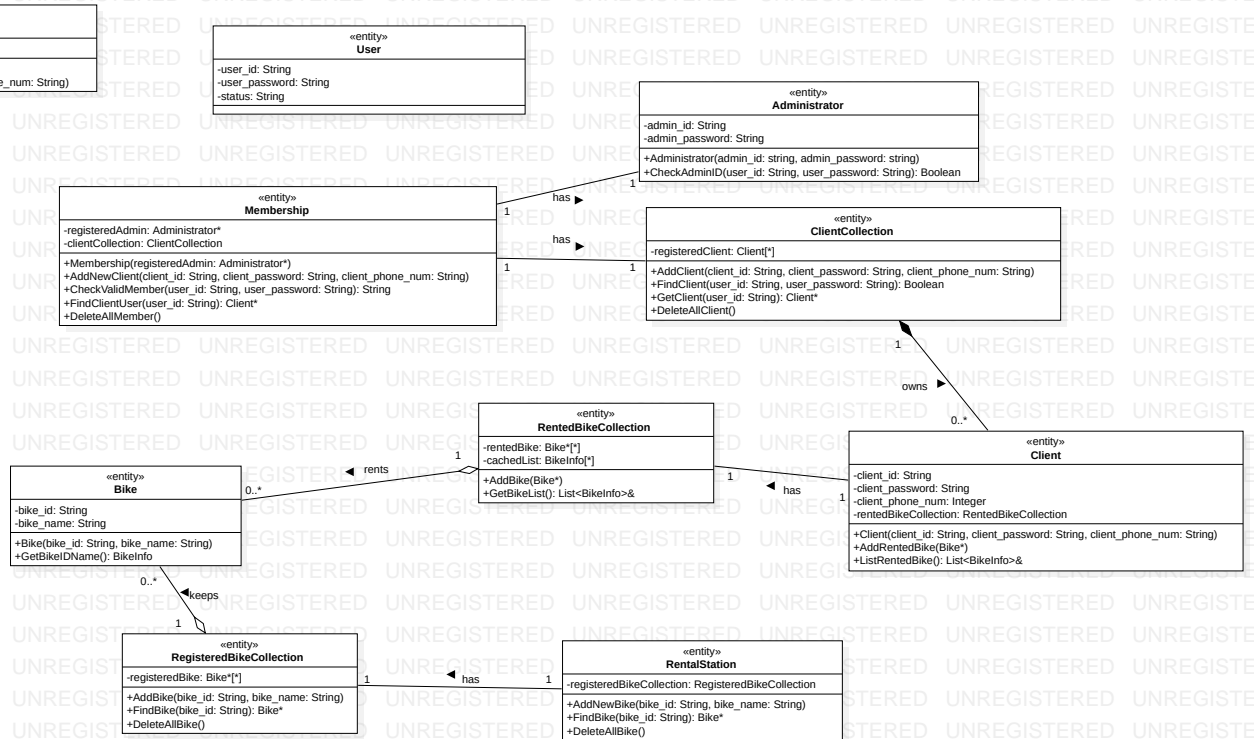 e_num: String)
«entity»
User
-user_id: String
-user_password: String
-status: String
«entity»
Administrator
-admin_id: String
-admin_password: String
+Administrator(admin_id: string, admin_password: string)
+CheckAdminID(user_id: String, user_password: String): Boolean
«entity»
Membership
-registeredAdmin: Administrator*
-clientCollection: ClientCollection
+Membership(registeredAdmin: Administrator*)
+AddNewClient(client_id: String, client_password: String, client_phone_num: String)
+CheckValidMember(user_id: String, user_password: String): String
+FindClientUser(user_id: String): Client*
+DeleteAllMember()
1
has
1
1
has
1
«entity»
ClientCollection
-registeredClient: Client[*]
+AddClient(client_id: String, client_password: String, client_phone_num: String)
+FindClient(user_id: String, user_password: String): Boolean
+GetClient(user_id: String): Client*
+DeleteAllClient()
1
owns
0..*
«entity»
RentedBikeCollection
-rentedBike: Bike*[*]
-cachedList: BikeInfo[*]
+AddBike(Bike*)
+GetBikeList(): List<BikeInfo>&
«entity»
Client
-client_id: String
-client_password: String
-client_phone_num: Integer
-rentedBikeCollection: RentedBikeCollection
+Client(client_id: String, client_password: String, client_phone_num: String)
+AddRentedBike(Bike*)
+ListRentedBike(): List<BikeInfo>&
1
has
1
1
rents
0..*
«entity»
Bike
-bike_id: String
-bike_name: String
+Bike(bike_id: String, bike_name: String)
+GetBikeIDName(): BikeInfo
0..*
keeps
1
«entity»
RegisteredBikeCollection
-registeredBike: Bike*[*]
+AddBike(bike_id: String, bike_name: String)
+FindBike(bike_id: String): Bike*
+DeleteAllBike()
1
has
1
«entity»
RentalStation
-registeredBikeCollection: RegisteredBikeCollection
+AddNewBike(bike_id: String, bike_name: String)
+FindBike(bike_id: String): Bike*
+DeleteAllBike()
UNREGISTERED